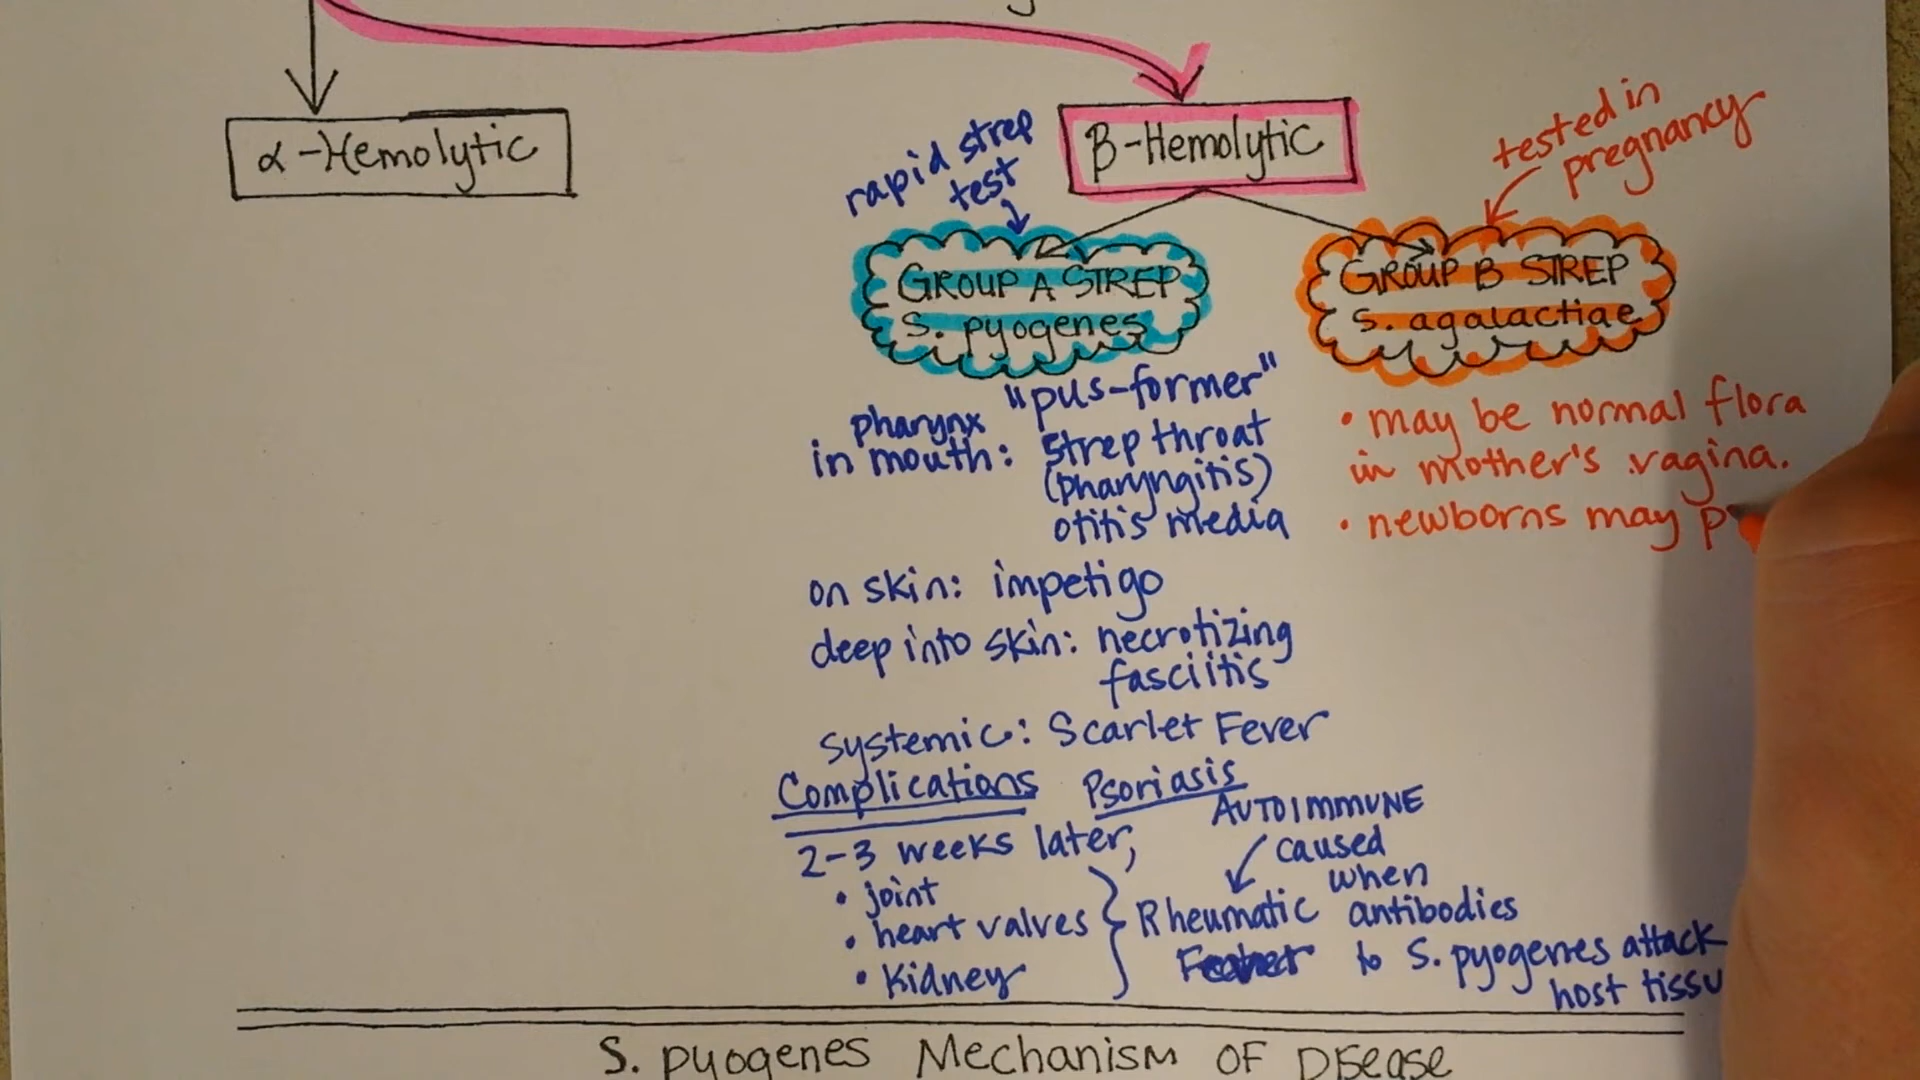 α-Hemolytic
β-Hemolytic
rapid strep
test
tested in
pregnancy
GROUP A STREP
S. pyogenes
GROUP B STREP
S. agalactiae
"pus-former"
pharynx
in mouth: strep throat
(pharyngitis)
otitis media
on skin: impetigo
deep into skin: necrotizing
fasciitis
systemic: Scarlet Fever
Complications
Psoriasis
AUTOIMMUNE
caused
when
antibodies
to S. pyogenes attack
host tissu
2-3 weeks later,
• joint
• heart valves
• kidney
Rheumatic
• may be normal flora
in mother's vagina.
• newborns may p
S. pyogenes Mechanism of Disease